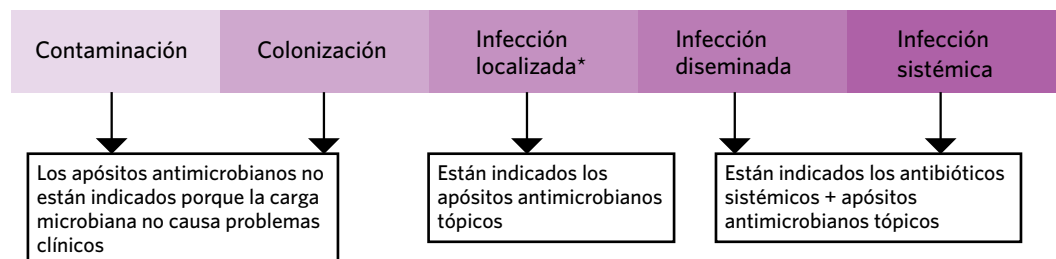 Contaminación
Colonización
Infección
localizada*
Infección
diseminada
Infección
sistémica
Los apósitos antimicrobianos no
están indicados porque la carga
microbiana no causa problemas
clínicos
Están indicados los
apósitos antimicrobianos
tópicos
Están indicados los antibióticos
sistémicos + apósitos
antimicrobianos tópicos